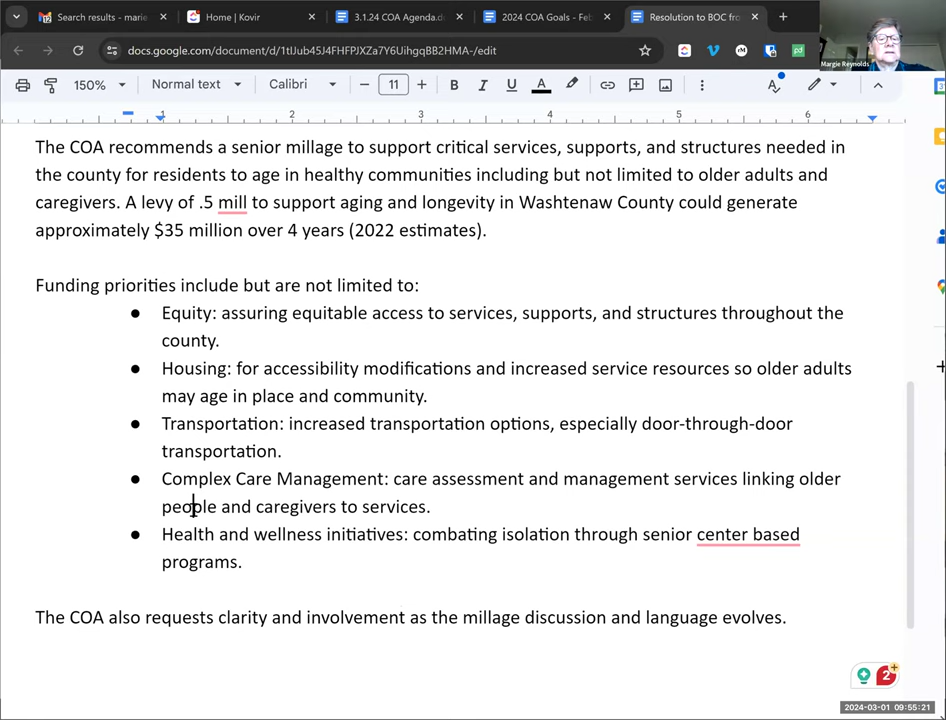 Search results - marie
Home | Kovir
3.1.24 COA Agenda.d
2024 COA Goals - Feb
Resolution to BOC fro
docs.google.com/document/d/1tIJub45J4FHFPJXZa7Y6UihgqBB2HMA-/edit
Margie Reynolds
150%
Normal text
Calibri
11
B I U A
1 2 3 4 5 6
The COA recommends a senior millage to support critical services, supports, and structures needed in
the county for residents to age in healthy communities including but not limited to older adults and
caregivers. A levy of .5 mill to support aging and longevity in Washtenaw County could generate
approximately $35 million over 4 years (2022 estimates).
Funding priorities include but are not limited to:
● Equity: assuring equitable access to services, supports, and structures throughout the
county.
● Housing: for accessibility modifications and increased service resources so older adults
may age in place and community.
● Transportation: increased transportation options, especially door-through-door
transportation.
● Complex Care Management: care assessment and management services linking older
people and caregivers to services.
● Health and wellness initiatives: combating isolation through senior center based
programs.
The COA also requests clarity and involvement as the millage discussion and language evolves.
2
2024-03-01 09:55:21